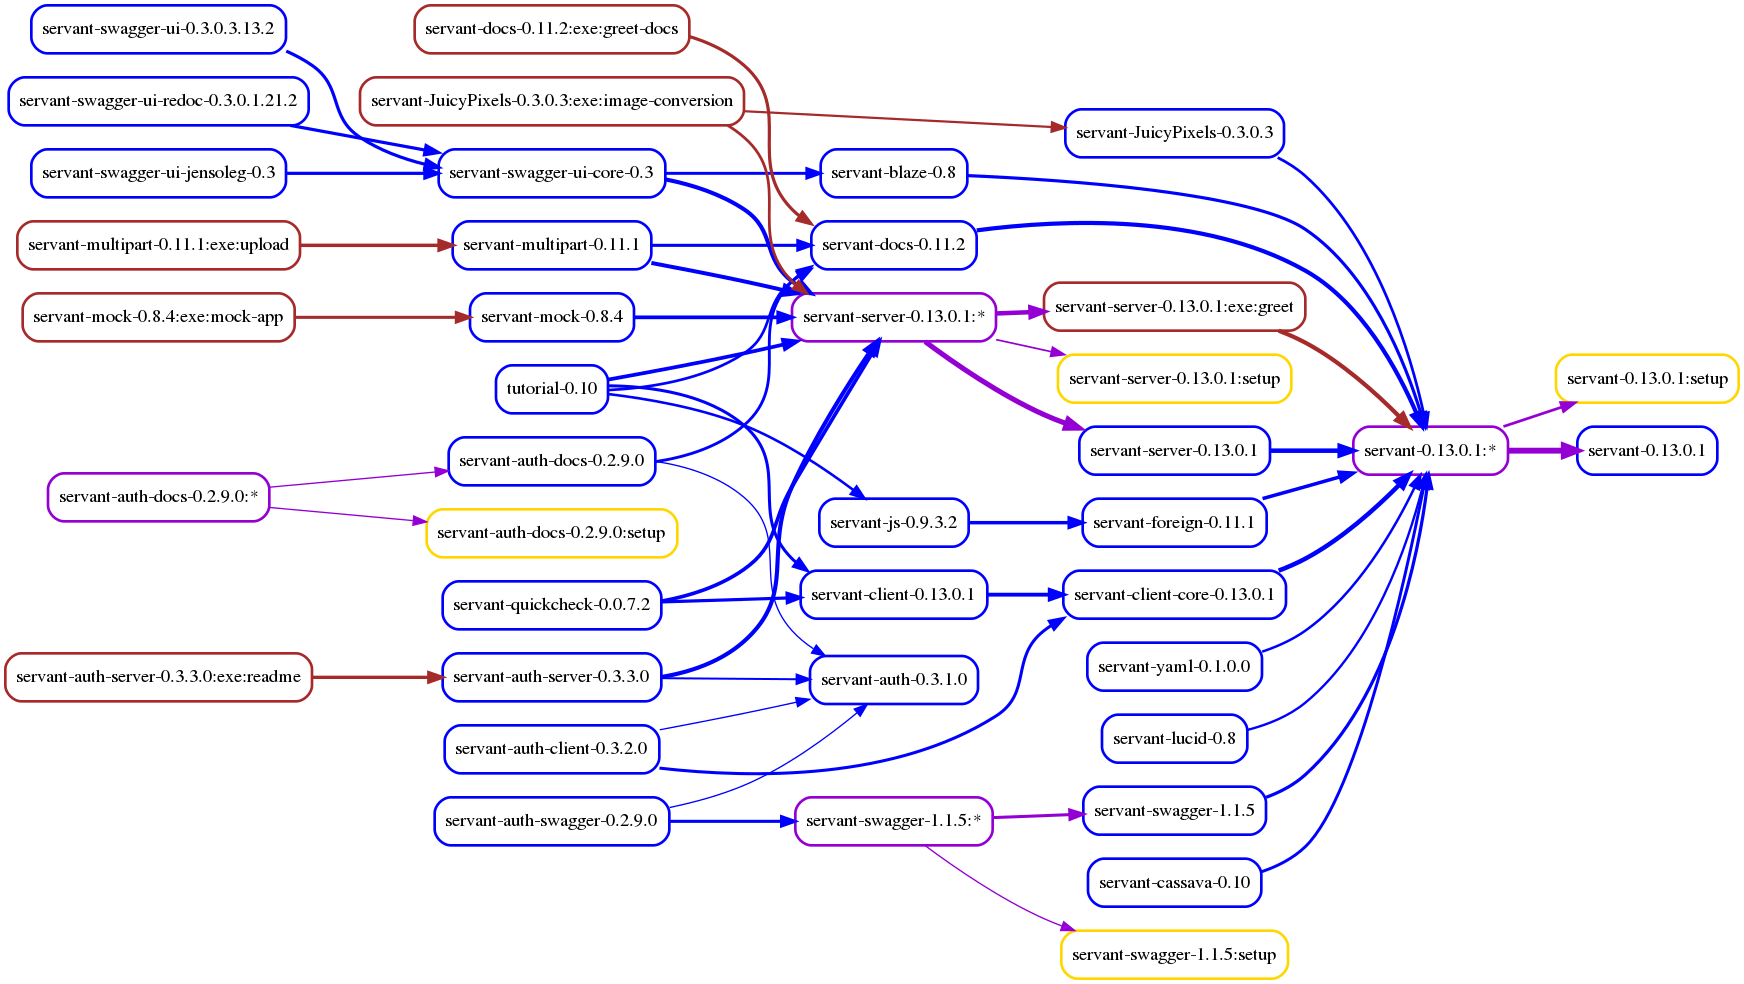 servant-swagger-ui-0.3.0.3.13.2
servant-docs-0.11.2:exe:greet-docs
servant-swagger-ui-redoc-0.3.0.1.21.2
servant-JuicyPixels-0.3.0.3:exe:image-conversion
servant-JuicyPixels-0.3.0.3
servant-swagger-ui-jensoleg-0.3
servant-swagger-ui-core-0.3
servant-blaze-0.8
servant-multipart-0.11.1:exe:upload
servant-multipart-0.11.1
servant-docs-0.11.2
servant-mock-0.8.4:exe:mock-app
servant-mock-0.8.4
servant-server-0.13.0.1:*
servant-server-0.13.0.1:exe:greet
tutorial-0.10
servant-server-0.13.0.1:setup
servant-0.13.0.1:setup
servant-auth-docs-0.2.9.0:*
servant-auth-docs-0.2.9.0
servant-server-0.13.0.1
servant-0.13.0.1:*
servant-0.13.0.1
servant-auth-docs-0.2.9.0:setup
servant-js-0.9.3.2
servant-foreign-0.11.1
servant-quickcheck-0.0.7.2
servant-client-0.13.0.1
servant-client-core-0.13.0.1
servant-auth-server-0.3.3.0:exe:readme
servant-auth-server-0.3.3.0
servant-auth-0.3.1.0
servant-yaml-0.1.0.0
servant-auth-client-0.3.2.0
servant-lucid-0.8
servant-auth-swagger-0.2.9.0
servant-swagger-1.1.5:*
servant-swagger-1.1.5
servant-cassava-0.10
servant-swagger-1.1.5:setup